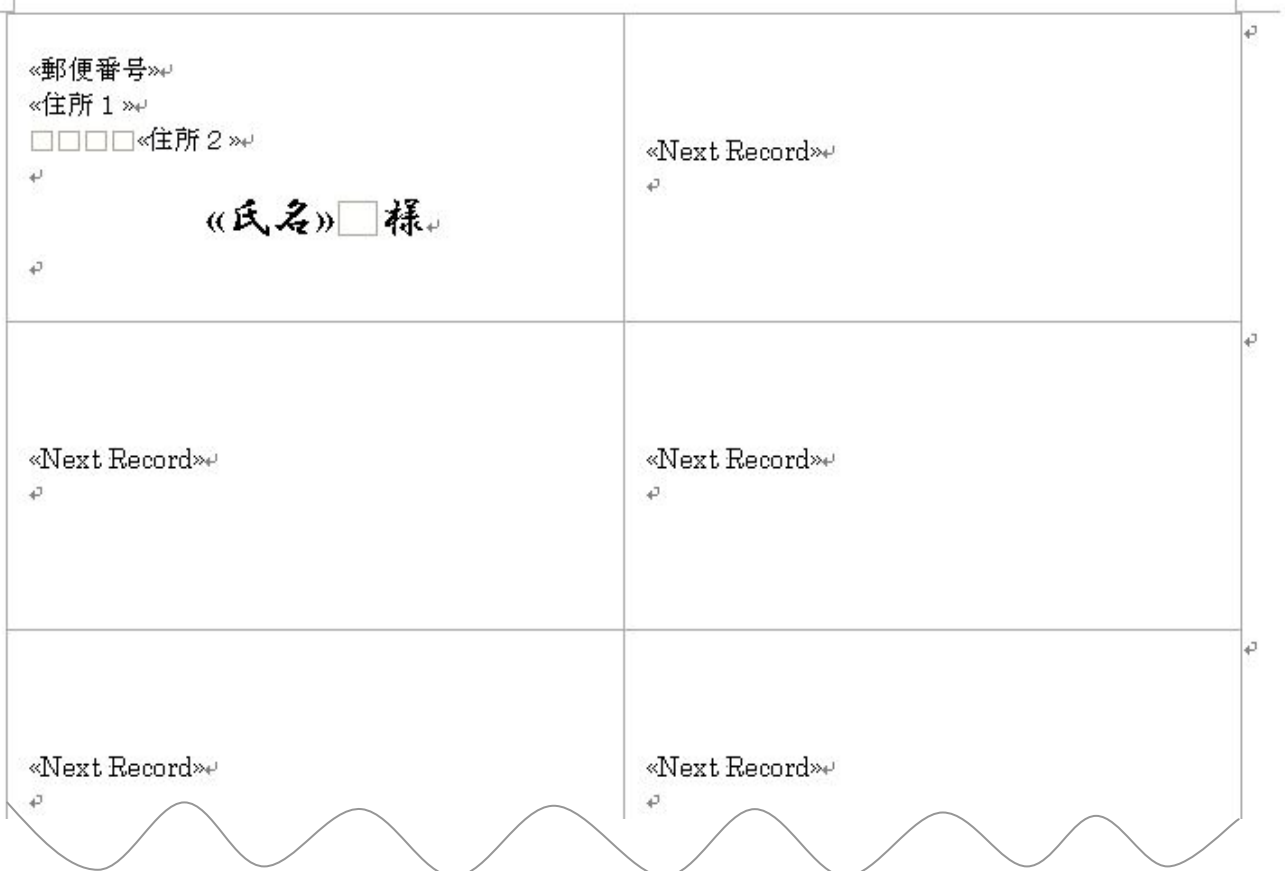 «郵便番号»
«住所1»
□□□□«住所2»
«氏名»□様
«Next Record»
«Next Record»
«Next Record»
«Next Record»
«Next Record»